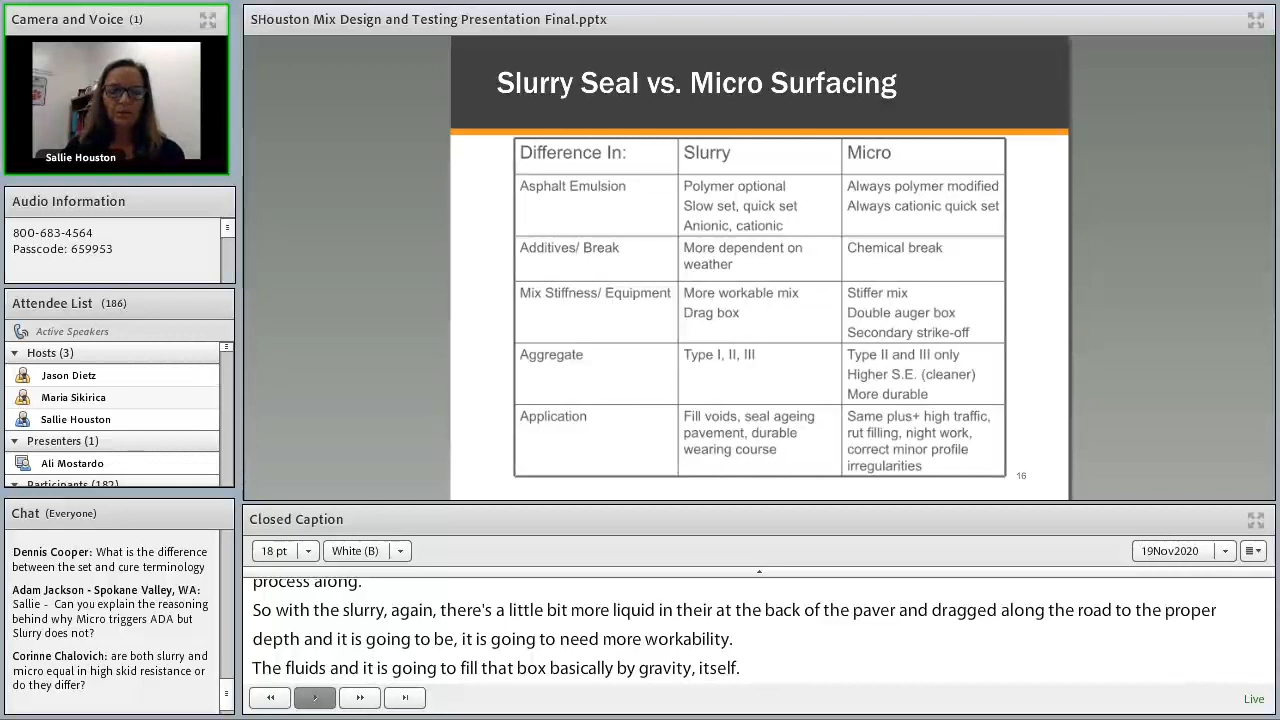 Camera and Voice (1)
Sallie Houston
Audio Information
800-683-4564
Passcode: 659953
Attendee List (186)
Active Speakers
Hosts (3)
Jason Dietz
Maria Sikirica
Sallie Houston
Presenters (1)
Ali Mostardo
Participants (182)
Chat (Everyone)
Dennis Cooper: What is the difference
between the set and cure terminology
Adam Jackson - Spokane Valley, WA:
Sallie - Can you explain the reasoning
behind why Micro triggers ADA but
Slurry does not?
Corinne Chalovich: are both slurry and
micro equal in high skid resistance or
do they differ?
SHouston Mix Design and Testing Presentation Final.pptx
Slurry Seal vs. Micro Surfacing
Difference In: Slurry Micro
Asphalt Emulsion Polymer optional Always polymer modified
Slow set, quick set Always cationic quick set
Anionic, cationic
Additives/ Break More dependent on Chemical break
weather
Mix Stiffness/ Equipment More workable mix Stiffer mix
Drag box Double auger box
Secondary strike-off
Aggregate Type I, II, III Type II and III only
Higher S.E. (cleaner)
More durable
Application Fill voids, seal ageing Same plus+ high traffic,
pavement, durable rut filling, night work,
wearing course correct minor profile
irregularities
16
Closed Caption
18 pt White (B) 19Nov2020
process along.
So with the slurry, again, there's a little bit more liquid in their at the back of the paver and dragged along the road to the proper
depth and it is going to be, it is going to need more workability.
The fluids and it is going to fill that box basically by gravity, itself.
Live